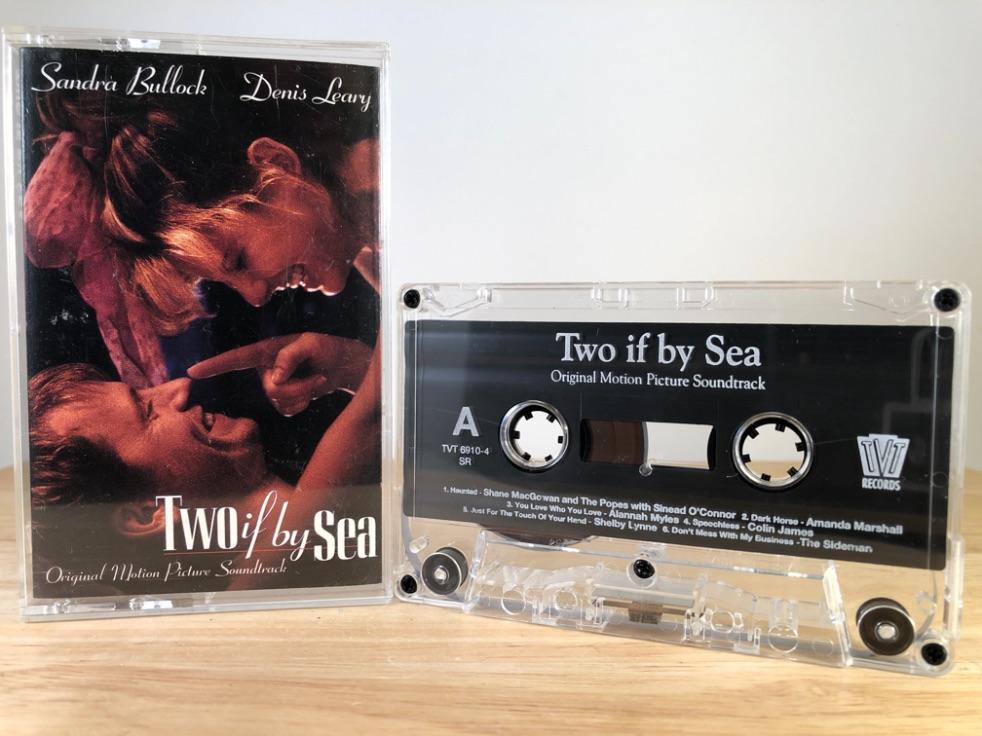 Sandra Bullock Denis Leary
Two if by Sea
Original Motion Picture Soundtrack
Two if by Sea
Original Motion Picture Soundtrack
A
TVT 6910-4
SR
TVT
RECORDS
1. Haunted - Shane MacGowan and The Popes with Sinead O'Connor 2. Dark Horse - Amanda Marshall
3. You Love Who You Love - Alannah Myles 4. Speechless - Colin James
5. Just For The Touch Of Your Hand - Shelby Lynne 6. Don't Mess With My Business - The Sideman